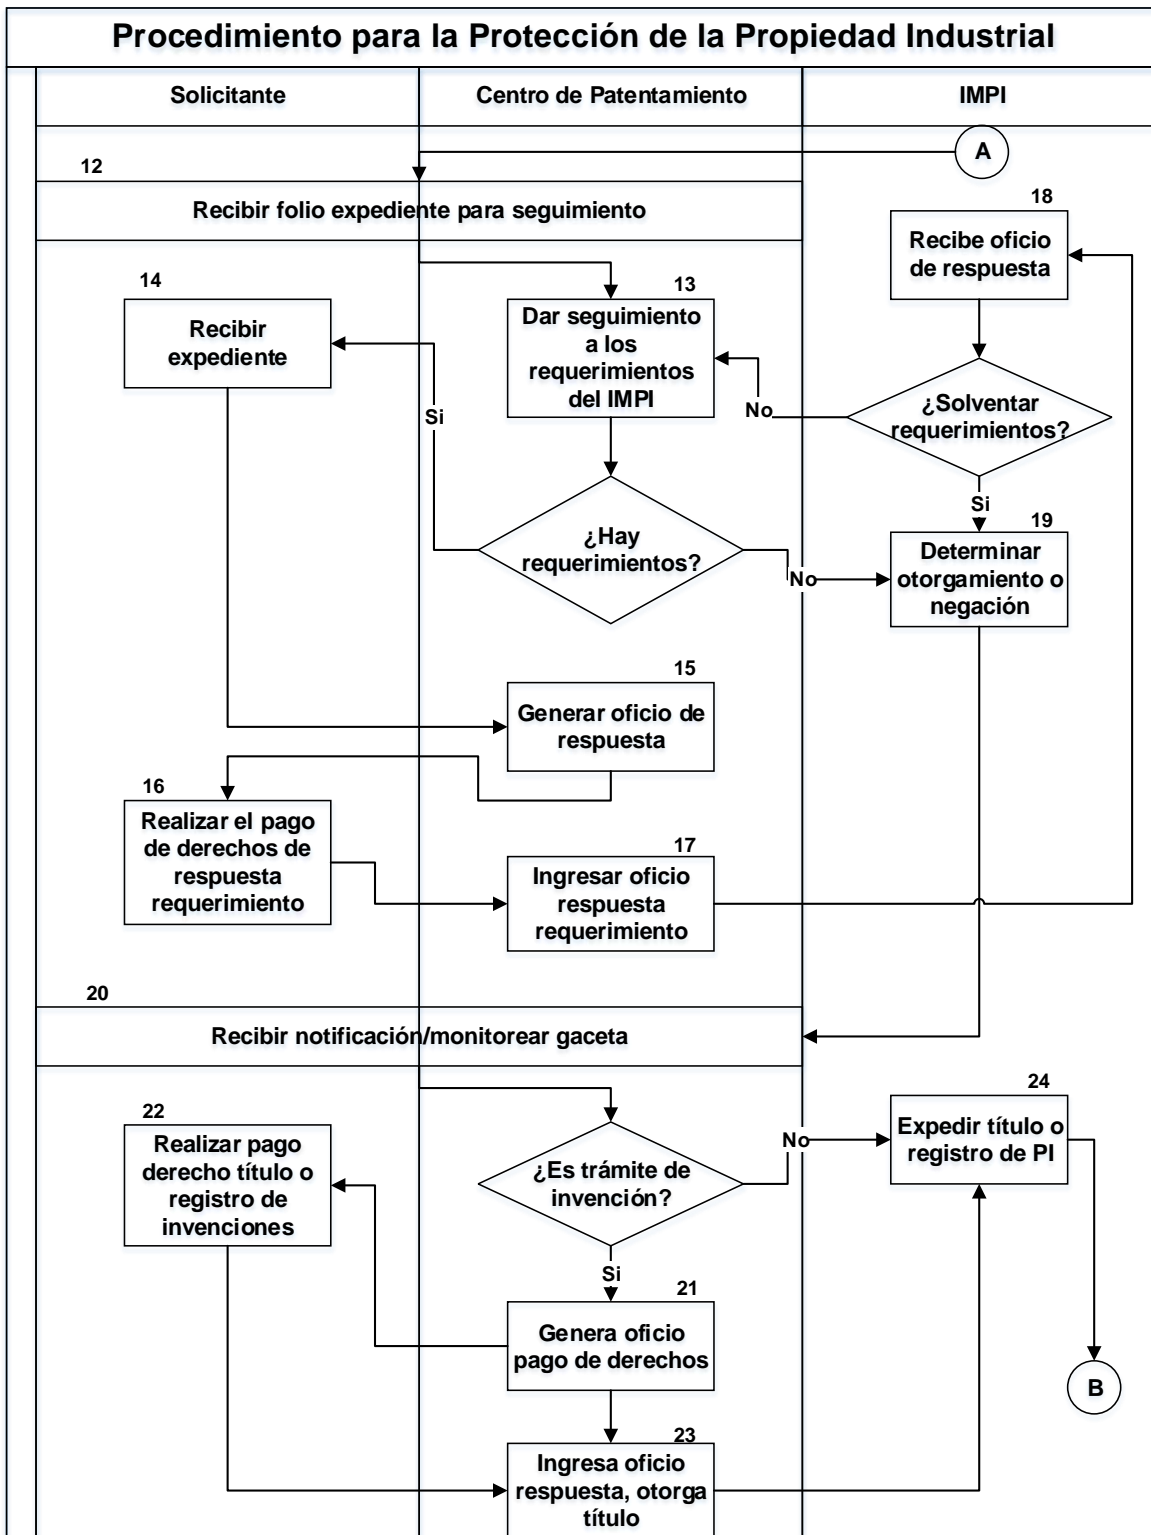 Procedimiento para la Protección de la Propiedad Industrial
Solicitante
Centro de Patentamiento
IMPI
A
12
Recibir folio expediente para seguimiento
18
Recibe oficio
de respuesta
14
Recibir
expediente
13
Dar seguimiento
a los
requerimientos
del IMPI
Si
No
¿Solventar
requerimientos?
Si
¿Hay
requerimientos?
No
19
Determinar
otorgamiento o
negación
15
Generar oficio de
respuesta
16
Realizar el pago
de derechos de
respuesta
requerimiento
17
Ingresar oficio
respuesta
requerimiento
20
Recibir notificación/monitorear gaceta
22
Realizar pago
derecho título o
registro de
invenciones
¿Es trámite de
invención?
No
24
Expedir título o
registro de PI
Si
21
Genera oficio
pago de derechos
B
23
Ingresa oficio
respuesta, otorga
título